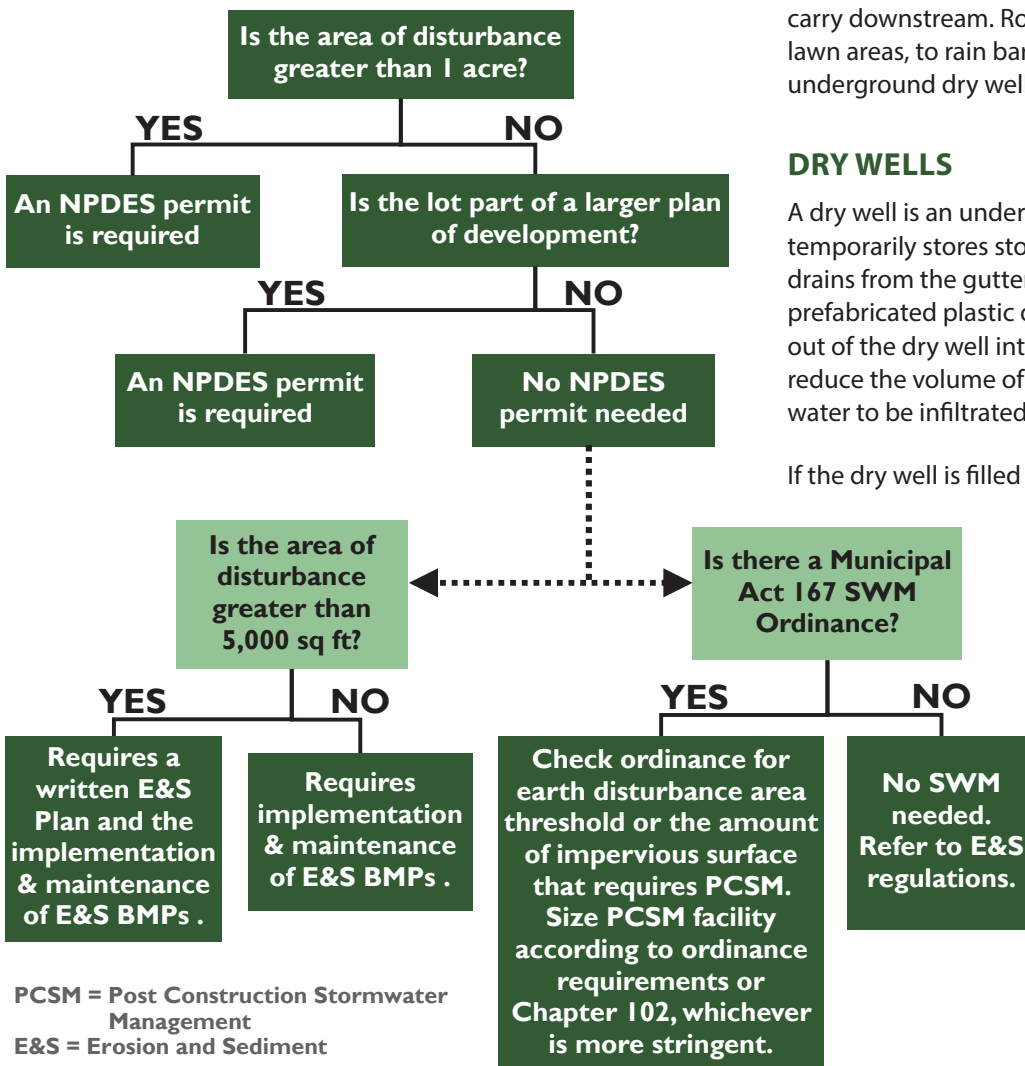 Is the area of disturbance
greater than 1 acre?
YES
NO
An NPDES permit
is required
Is the lot part of a larger plan
of development?
YES
NO
An NPDES permit
is required
No NPDES
permit needed
Is the area of
disturbance
greater than
5,000 sq ft?
Is there a Municipal
Act 167 SWM
Ordinance?
YES
NO
YES
NO
Requires a
written E&S
Plan and the
implementation
& maintenance
of E&S BMPs .
Requires
implementation
& maintenance
of E&S BMPs .
Check ordinance for
earth disturbance area
threshold or the amount
of impervious surface
that requires PCSM.
Size PCSM facility
according to ordinance
requirements or
Chapter 102, whichever
is more stringent.
No SWM
needed.
Refer to E&S
regulations.
PCSM = Post Construction Stormwater
Management
E&S = Erosion and Sediment
carry downstream. Ro
lawn areas, to rain bar
underground dry well
DRY WELLS
A dry well is an under
temporarily stores sto
drains from the gutter
prefabricated plastic c
out of the dry well int
reduce the volume of
water to be infiltrated
If the dry well is filled